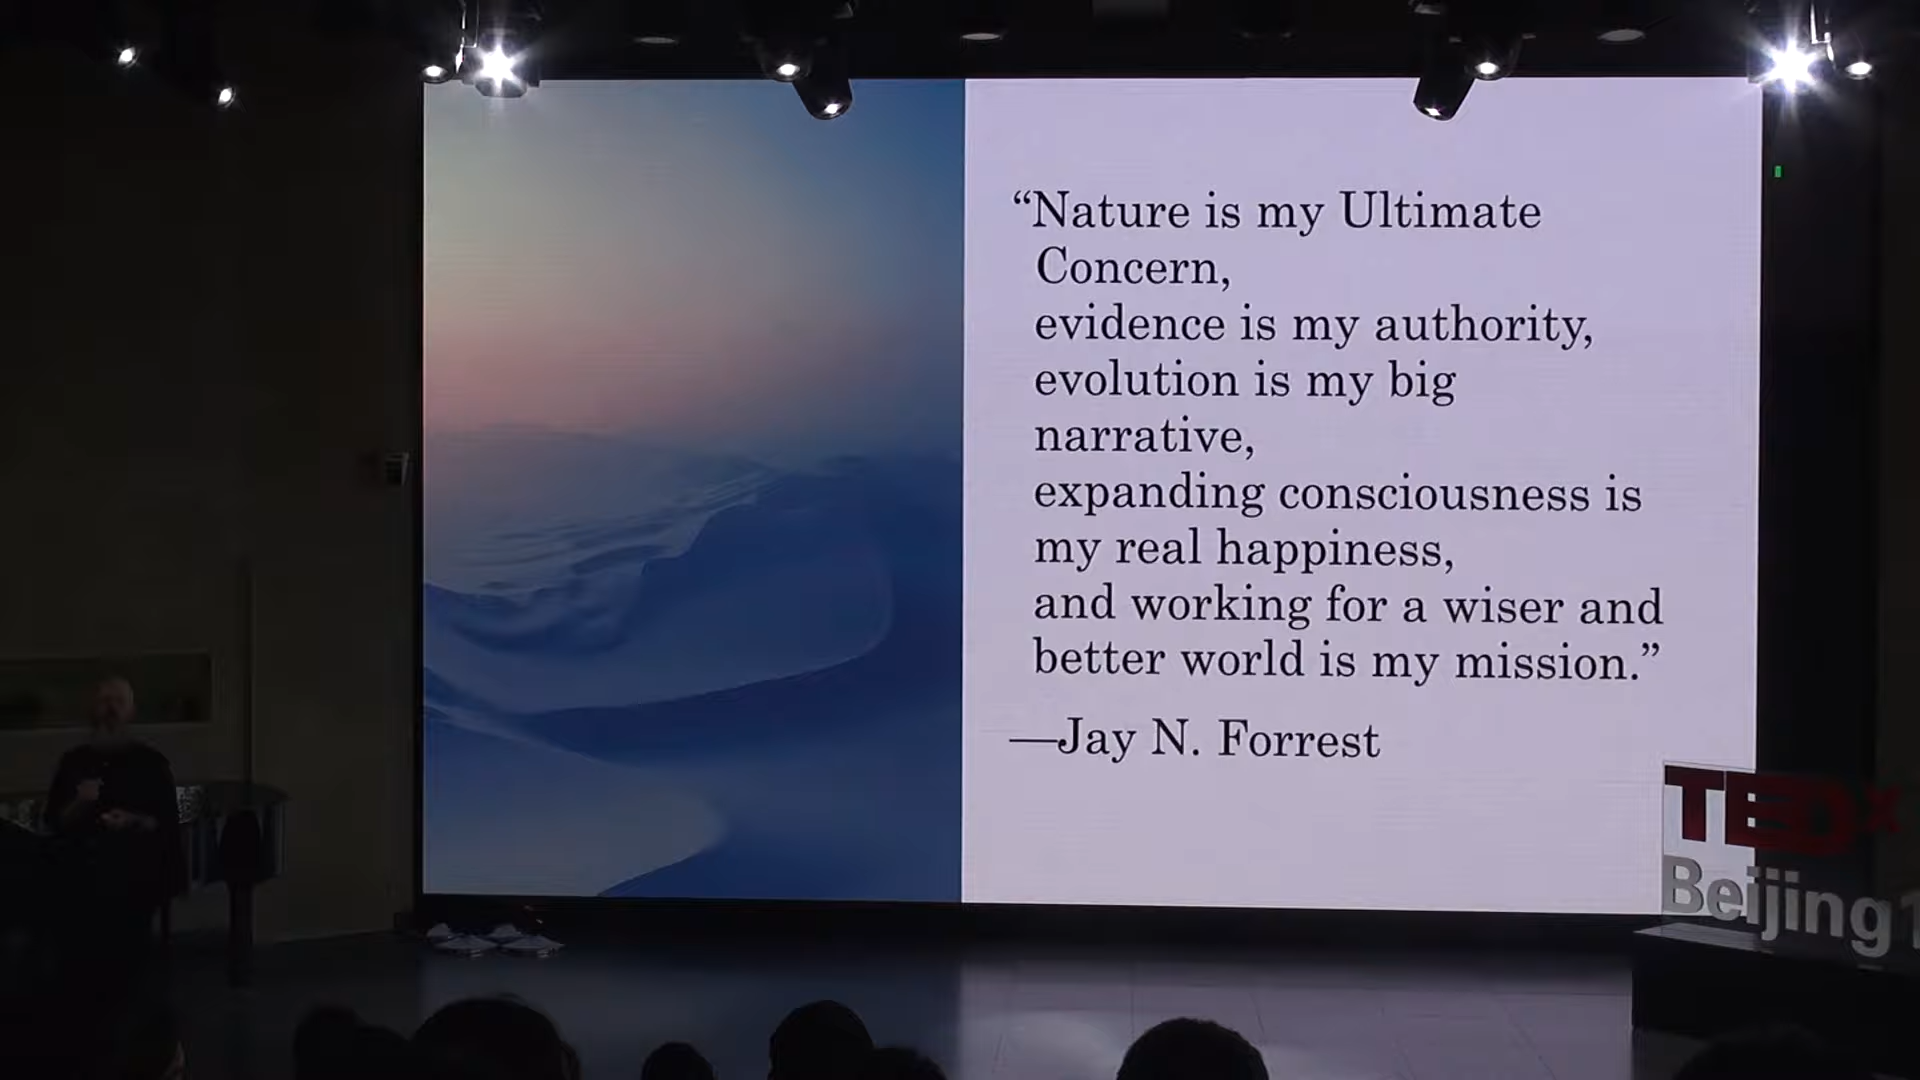 “Nature is my Ultimate
Concern,
evidence is my authority,
evolution is my big
narrative,
expanding consciousness is
my real happiness,
and working for a wiser and
better world is my mission.”
—Jay N. Forrest
TEDx
Beijing1